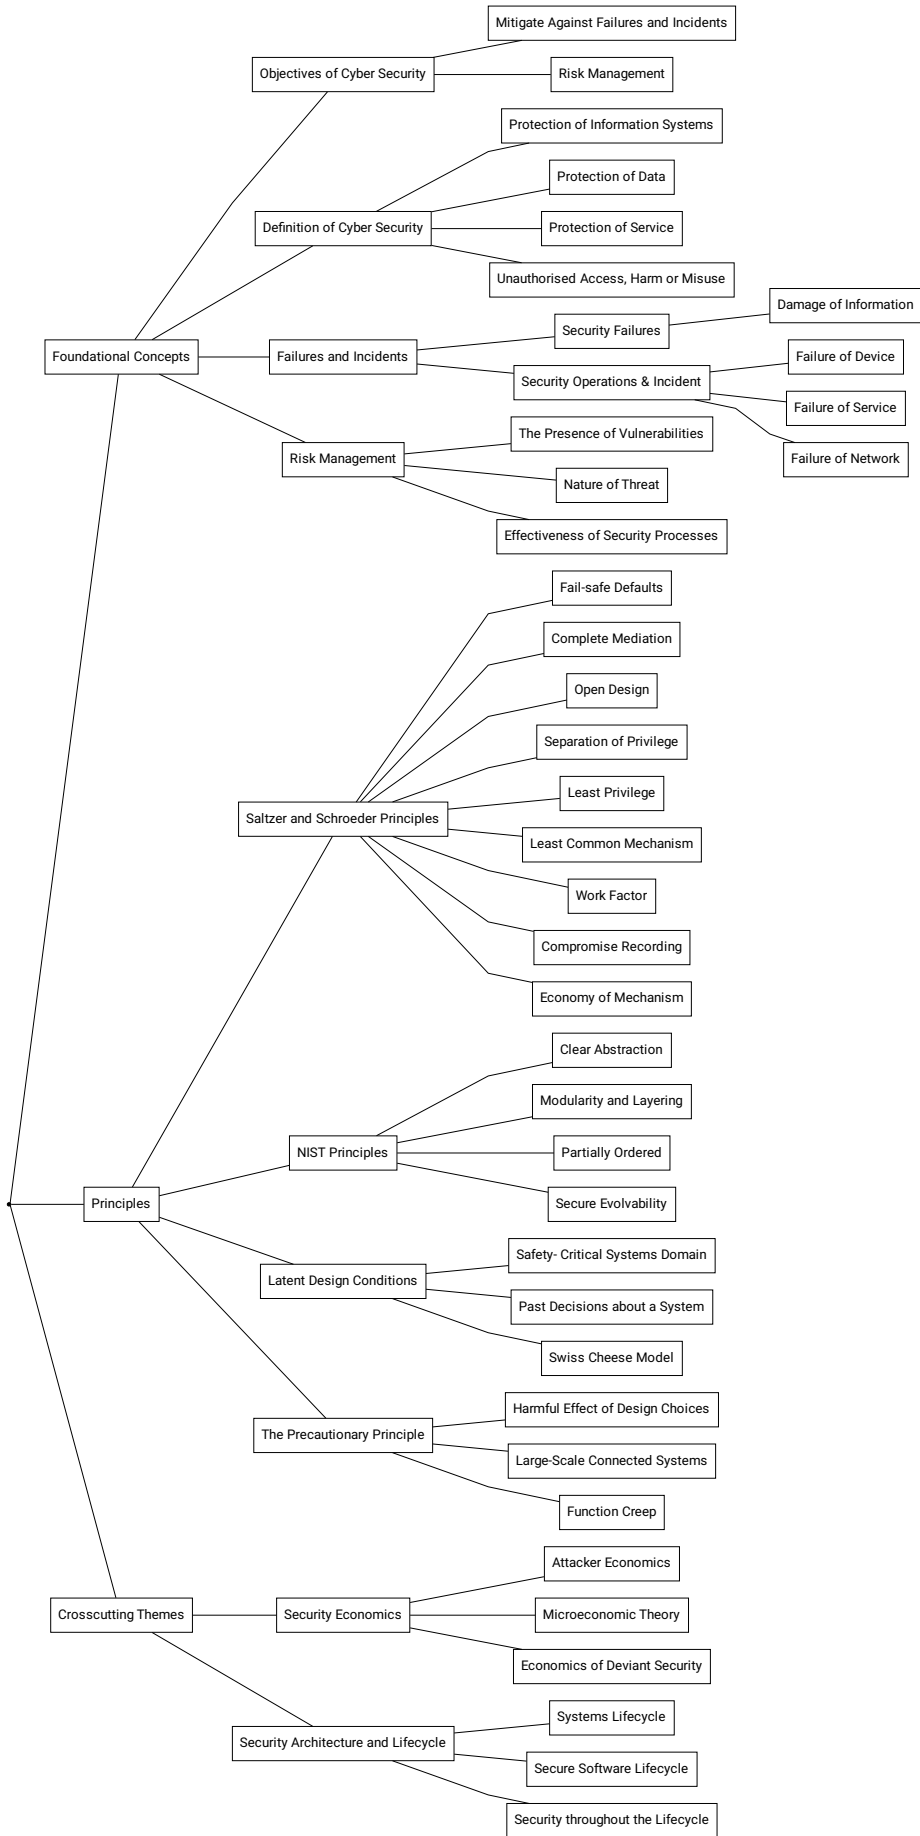 Mitigate Against Failures and Incidents
Objectives of Cyber Security
Risk Management
Protection of Information Systems
Protection of Data
Definition of Cyber Security
Protection of Service
Unauthorised Access, Harm or Misuse
Damage of Information
Security Failures
Foundational Concepts
Failures and Incidents
Failure of Device
Security Operations & Incident
Failure of Service
The Presence of Vulnerabilities
Risk Management
Failure of Network
Nature of Threat
Effectiveness of Security Processes
Fail-safe Defaults
Complete Mediation
Open Design
Separation of Privilege
Least Privilege
Saltzer and Schroeder Principles
Least Common Mechanism
Work Factor
Compromise Recording
Economy of Mechanism
Clear Abstraction
Modularity and Layering
NIST Principles
Partially Ordered
Principles
Secure Evolvability
Safety- Critical Systems Domain
Latent Design Conditions
Past Decisions about a System
Swiss Cheese Model
Harmful Effect of Design Choices
The Precautionary Principle
Large-Scale Connected Systems
Function Creep
Attacker Economics
Crosscutting Themes
Security Economics
Microeconomic Theory
Economics of Deviant Security
Systems Lifecycle
Security Architecture and Lifecycle
Secure Software Lifecycle
Security throughout the Lifecycle